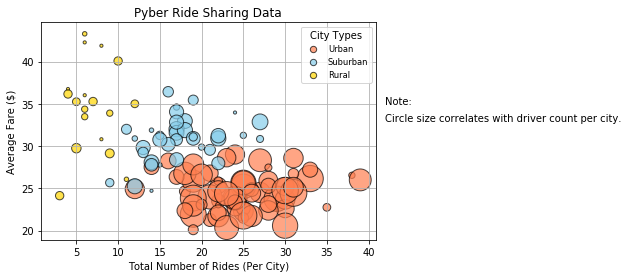 Pyber Ride Sharing Data
City Types
Urban
Suburban
Rural
40
35
30
25
20
Average Fare ($)
5 10 15 20 25 30 35 40
Total Number of Rides (Per City)
Note:
Circle size correlates with driver count per city.